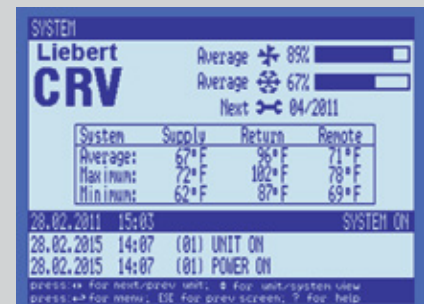 SYSTEM
Liebert
CRV
Average 89%
Average 67%
Next 04/2011
System Supply Return Remote
Average: 67°F 96°F 71°F
Maximum: 72°F 102°F 78°F
Minimum: 62°F 87°F 69°F
28.02.2011 15:03 SYSTEM ON
28.02.2015 14:07 (01) UNIT ON
28.02.2015 14:07 (01) POWER ON
press:↔ for next/prev unit; ↕ for unit/system view
press:↵ for menu; ESC for prev screen; ? for help